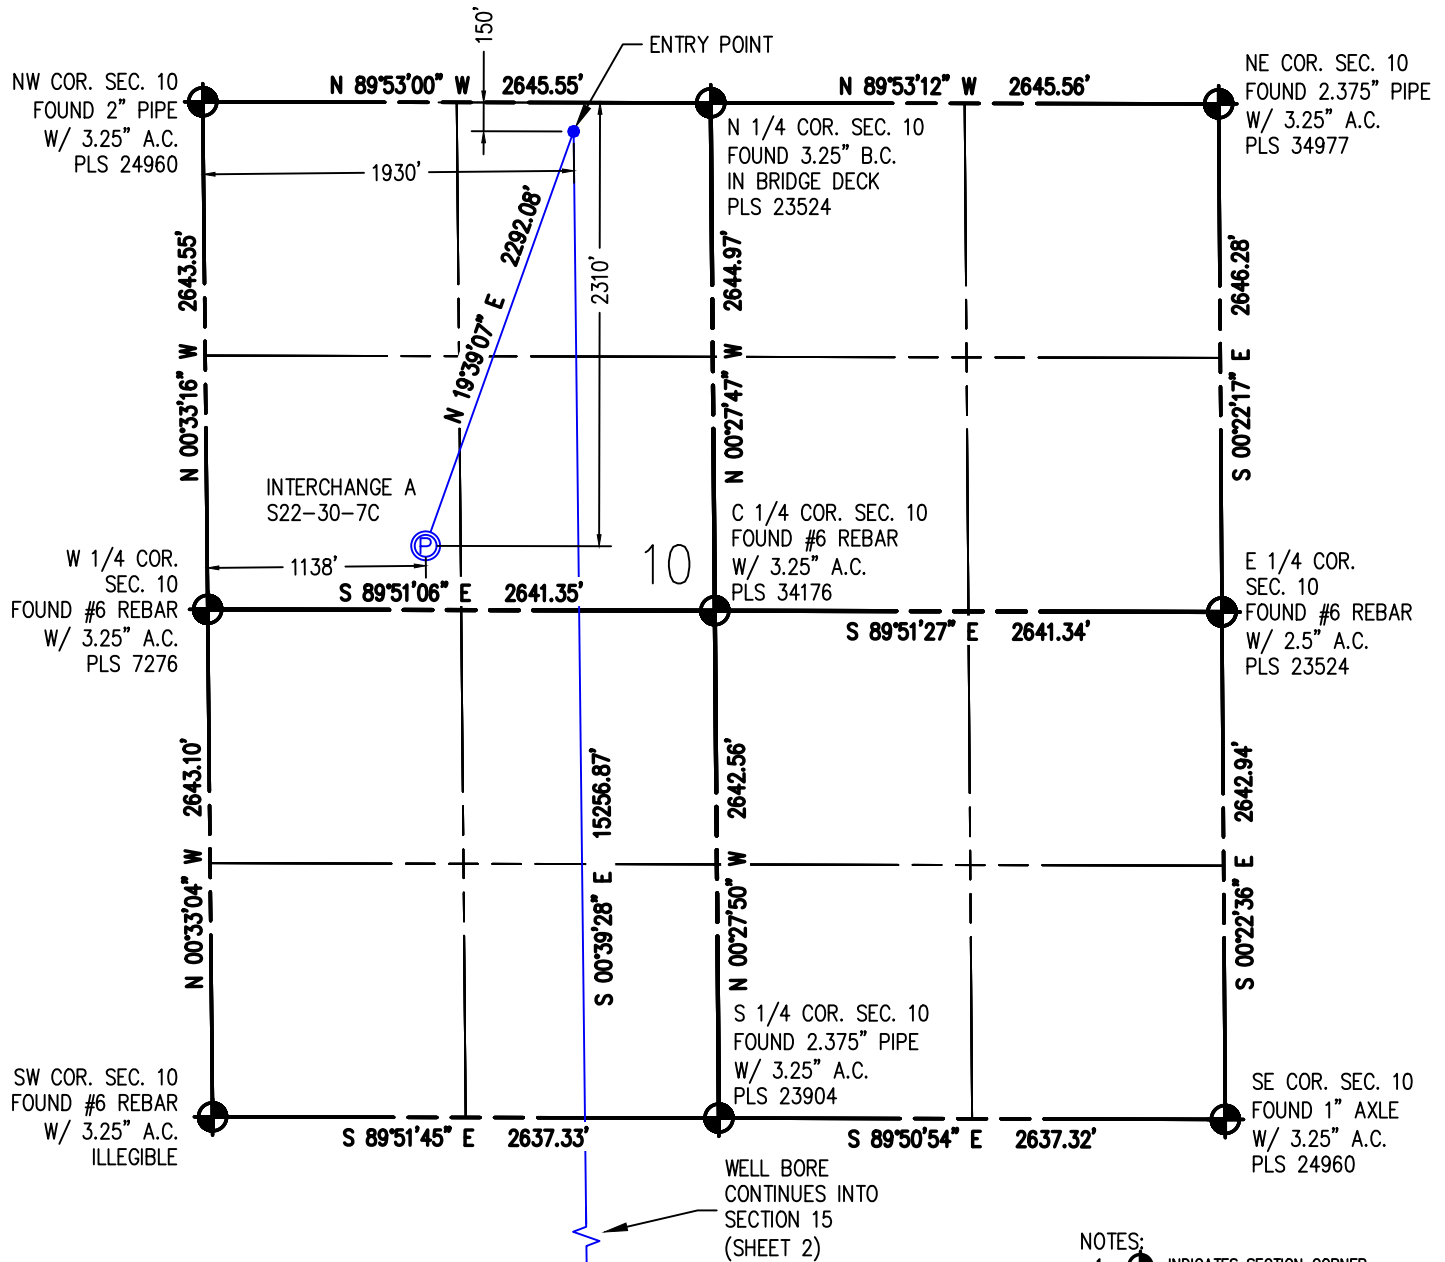 150'
ENTRY POINT
NW COR. SEC. 10
FOUND 2" PIPE
W/ 3.25" A.C.
PLS 24960
N 89°53'00" W 2645.55'
N 89°53'12" W 2645.56'
NE COR. SEC. 10
FOUND 2.375" PIPE
W/ 3.25" A.C.
PLS 34977
N 1/4 COR. SEC. 10
FOUND 3.25" B.C.
IN BRIDGE DECK
PLS 23524
1930'
N 00°33'16" W 2643.55'
N 19°39'07" E 2292.08'
2310'
N 00°27'47" W 2644.97'
S 00°22'17" E 2646.28'
INTERCHANGE A
S22-30-7C
P
1138'
10
C 1/4 COR. SEC. 10
FOUND #6 REBAR
W/ 3.25" A.C.
PLS 34176
W 1/4 COR.
SEC. 10
FOUND #6 REBAR
W/ 3.25" A.C.
PLS 7276
S 89°51'06" E 2641.35'
S 89°51'27" E 2641.34'
E 1/4 COR.
SEC. 10
FOUND #6 REBAR
W/ 2.5" A.C.
PLS 23524
N 00°33'04" W 2643.10'
S 00°39'28" E 15256.87'
N 00°27'50" W 2642.56'
S 00°22'36" E 2642.94'
S 1/4 COR. SEC. 10
FOUND 2.375" PIPE
W/ 3.25" A.C.
PLS 23904
SW COR. SEC. 10
FOUND #6 REBAR
W/ 3.25" A.C.
ILLEGIBLE
S 89°51'45" E 2637.33'
S 89°50'54" E 2637.32'
SE COR. SEC. 10
FOUND 1" AXLE
W/ 3.25" A.C.
PLS 24960
WELL BORE
CONTINUES INTO
SECTION 15
(SHEET 2)
NOTES:
INDICATES SECTION CORNER